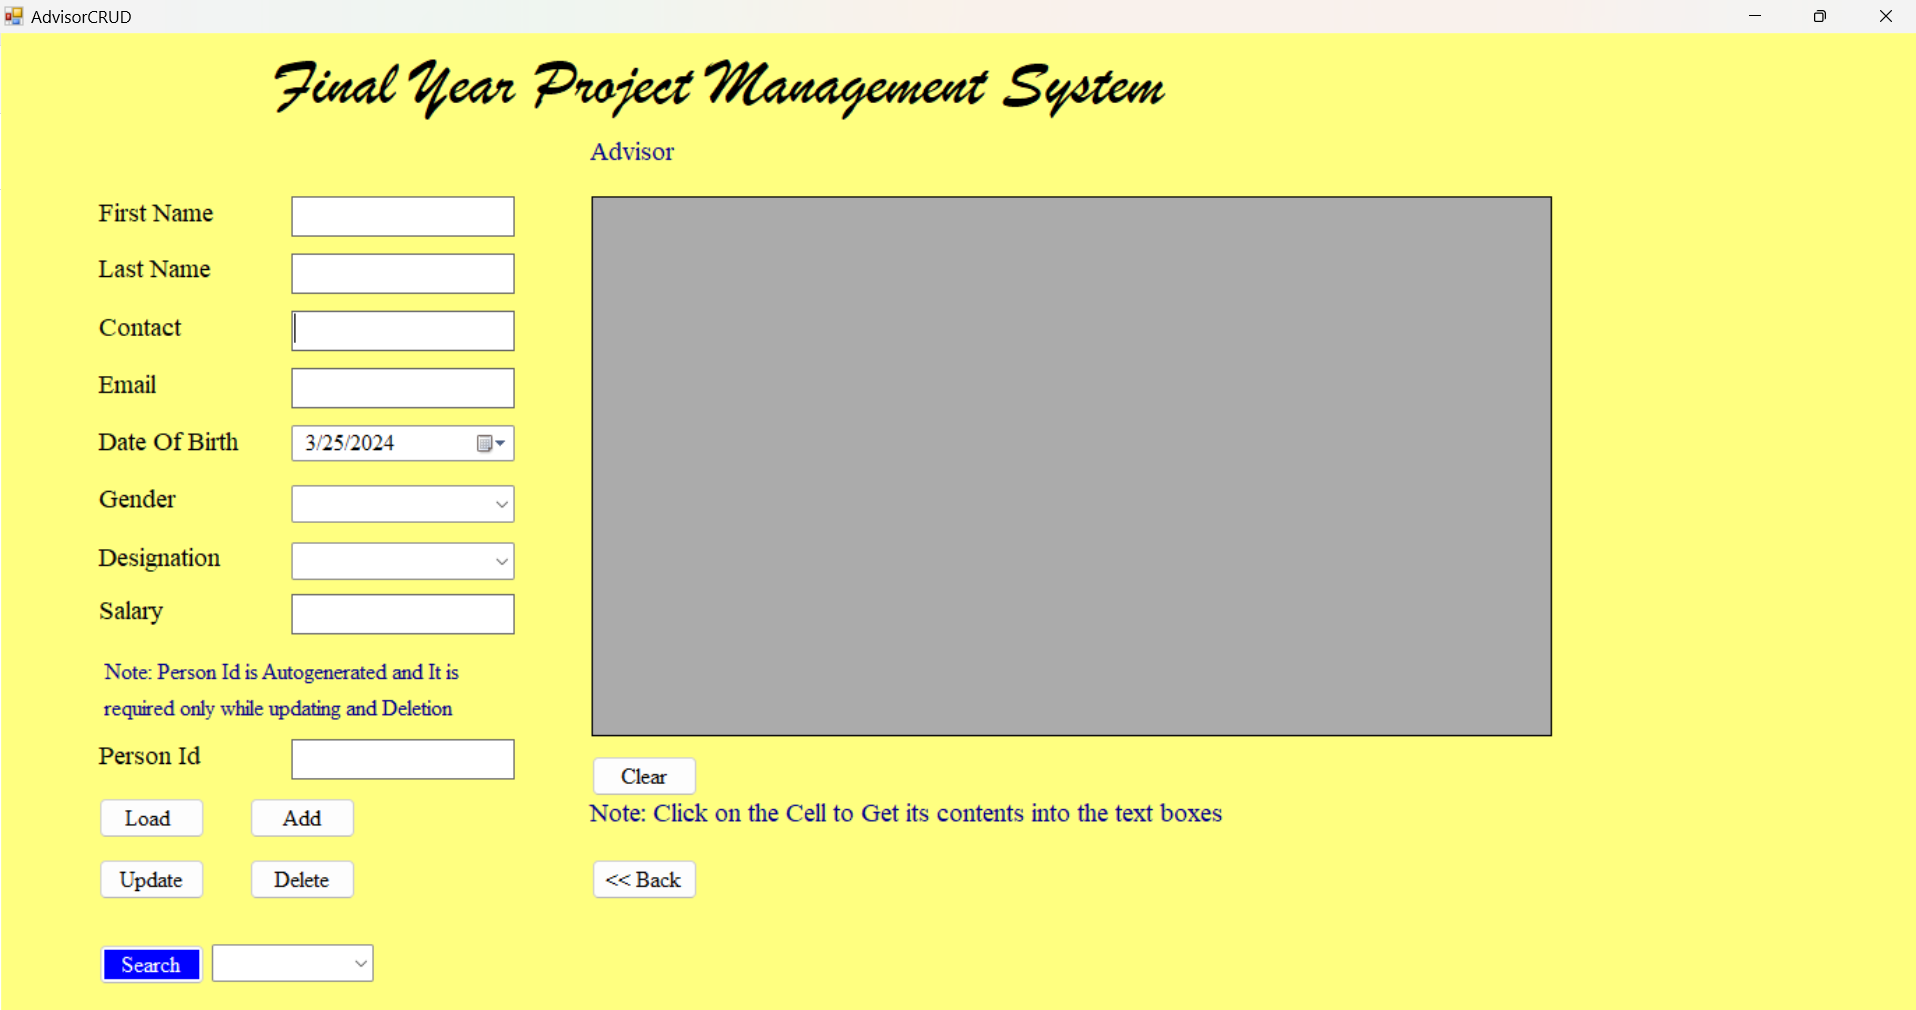 AdvisorCRUD
Final Year Project Management System
Advisor
First Name
Last Name
Contact
Email
Date Of Birth
3/25/2024
Gender
Designation
Salary
Note: Person Id is Autogenerated and It is
required only while updating and Deletion
Person Id
Clear
Load
Add
Note: Click on the Cell to Get its contents into the text boxes
Update
Delete
<< Back
Search